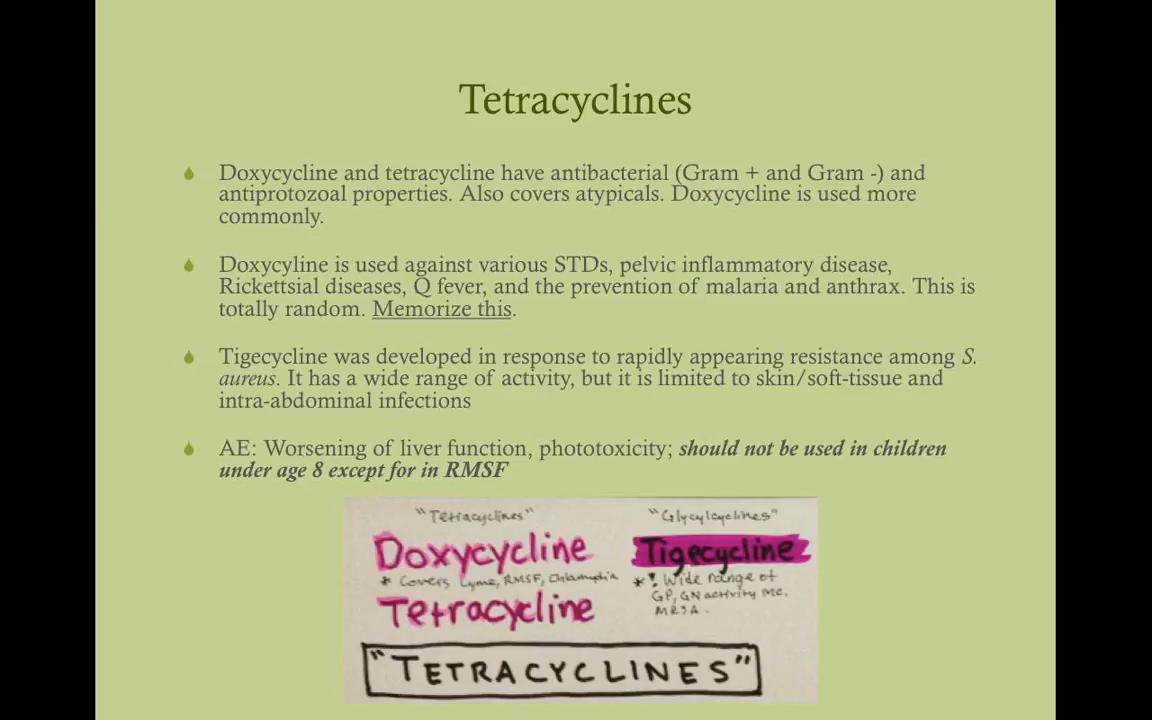 Tetracyclines
Doxycycline and tetracycline have antibacterial (Gram + and Gram -) and
antiprotozoal properties. Also covers atypicals. Doxycycline is used more
commonly.
Doxycyline is used against various STDs, pelvic inflammatory disease,
Rickettsial diseases, Q fever, and the prevention of malaria and anthrax. This is
totally random. Memorize this.
Tigecycline was developed in response to rapidly appearing resistance among S.
aureus. It has a wide range of activity, but it is limited to skin/soft-tissue and
intra-abdominal infections
AE: Worsening of liver function, phototoxicity; should not be used in children
under age 8 except for in RMSF
"Tetracyclines"
Doxycycline
* Covers Lyme, RMSF, Chlamydia
Tetracycline
"Glycylcyclines"
Tigecycline
*! Wide range of
GP, GN activity inc.
MRSA.
"TETRACYCLINES"